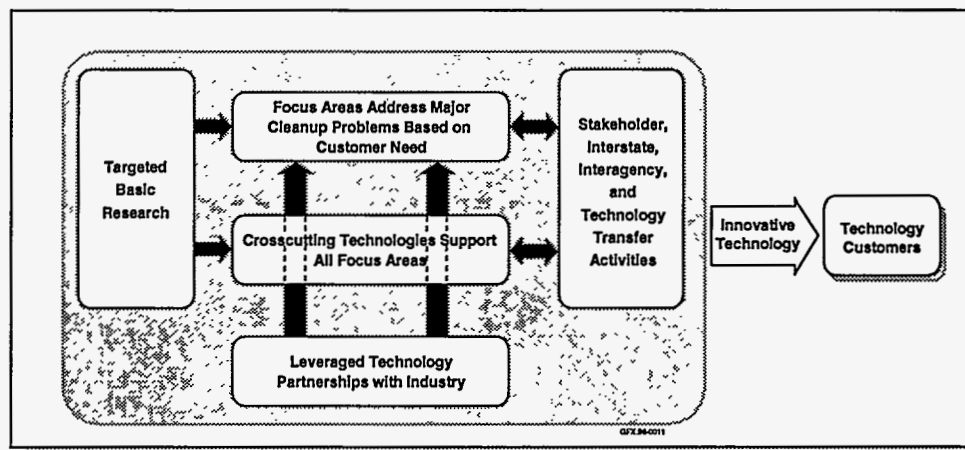 Targeted
Basic
Research
Focus Areas Address Major
Cleanup Problems Based on
Customer Need
Crosscutting Technologies Support
All Focus Areas
Leveraged Technology
Partnerships with Industry
Stakeholder,
Interstate,
Interagency,
and
Technology
Transfer
Activities
Innovative
Technology
Technology
Customers